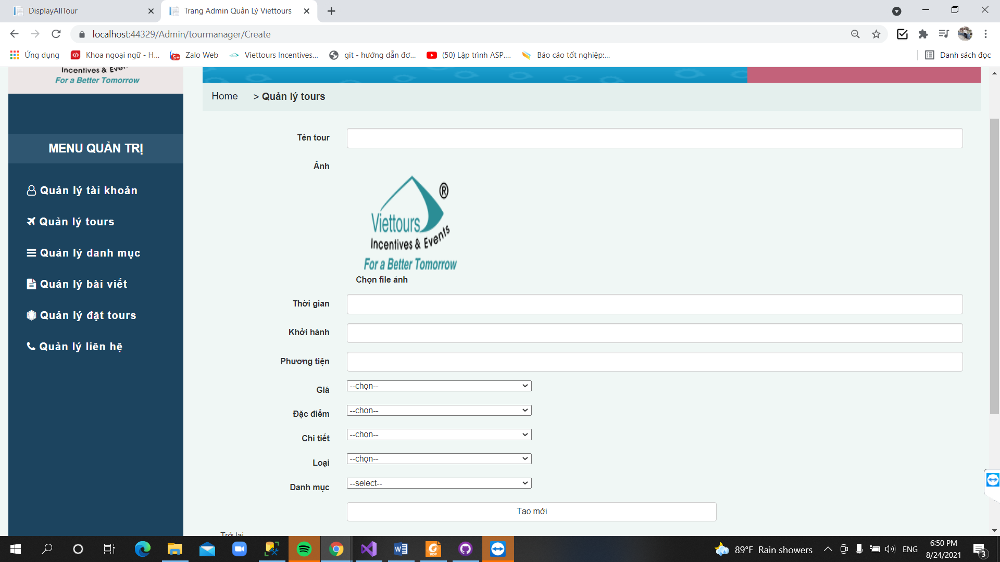 DisplayAllTour
Trang Admin Quản Lý Viettours
localhost:44329/Admin/tourmanager/Create
Ứng dụng
Khoa ngoại ngữ - H...
5+
Zalo Web
Viettours Incentives...
git - hướng dẫn đơ...
(50) Lập trình ASP....
Báo cáo tốt nghiệp:...
Danh sách đọc
Incentives & Events
For a Better Tomorrow
Home > Quản lý tours
MENU QUẢN TRỊ
Quản lý tài khoản
Quản lý tours
Quản lý danh mục
Quản lý bài viết
Quản lý đặt tours
Quản lý liên hệ
Tên tour
Ảnh
®
Viettours
Incentives & Events
For a Better Tomorrow
Chọn file ảnh
Thời gian
Khởi hành
Phương tiện
Giá --chọn--
Đặc điểm --chọn--
Chi tiết --chọn--
Loại --chọn--
Danh mục --select--
Tạo mới
Trở lại
89°F Rain showers
ENG
6:50 PM
8/24/2021
3